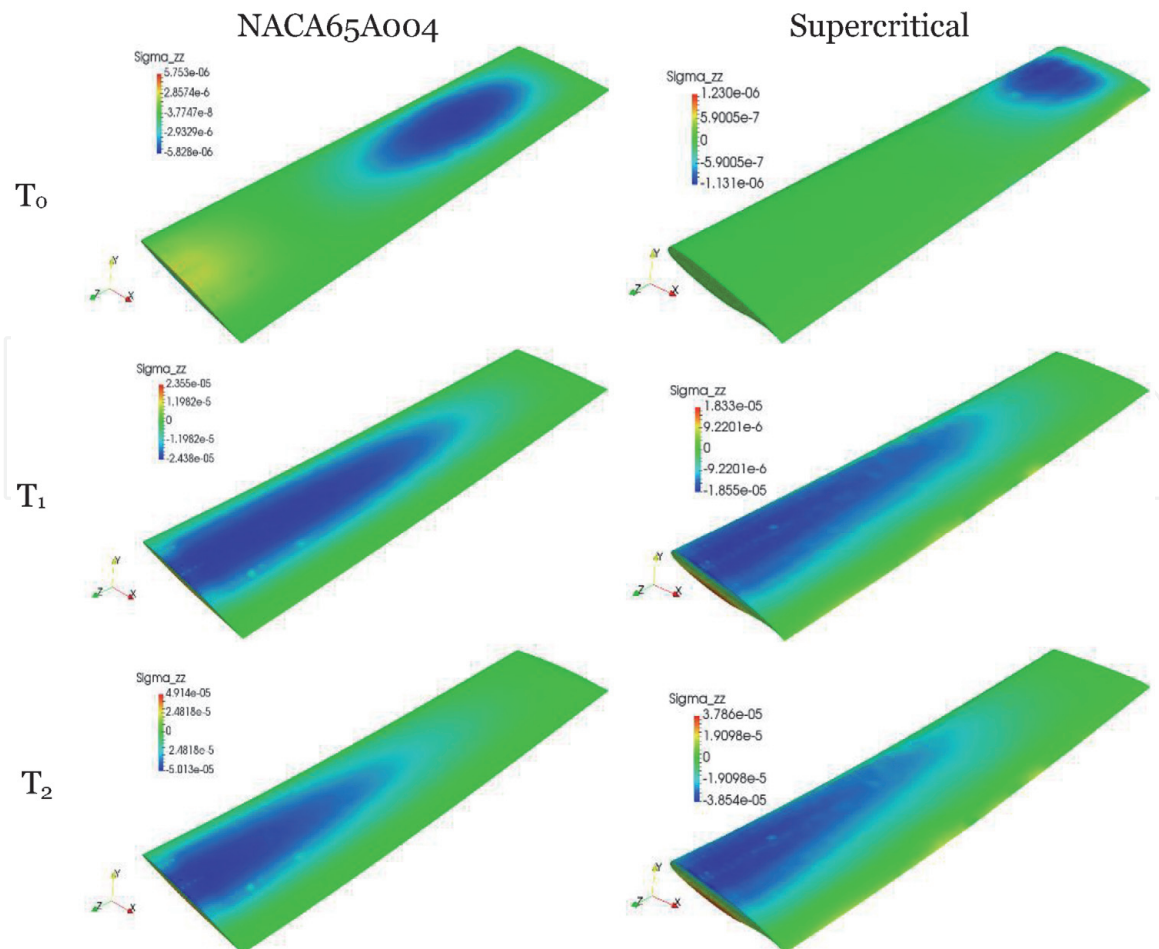 NACA65A004
Supercritical
T₀
Sigma_zz
5.753e-06
2.8574e-6
-3.7747e-8
-2.9329e-6
-5.828e-06
Y
Z
X
Sigma_zz
1.230e-06
5.9005e-7
0
-5.9005e-7
-1.131e-06
Y
Z
X
T₁
Sigma_zz
2.355e-05
1.1982e-5
0
-1.1982e-5
-2.438e-05
Y
Z
X
Sigma_zz
1.833e-05
9.2201e-6
0
-9.2201e-6
-1.855e-05
Y
Z
X
T₂
Sigma_zz
4.914e-05
2.4818e-5
0
2.4818e-5
-5.013e-05
Y
Z
X
Sigma_zz
3.786e-05
1.9098e-5
0
-1.9098e-5
-3.854e-05
Y
Z
X